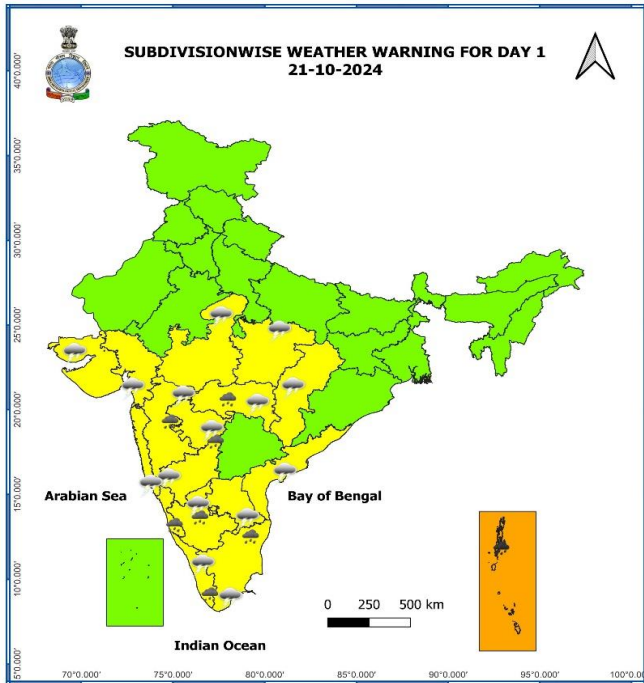 SUBDIVISIONWISE WEATHER WARNING FOR DAY 1
21-10-2024
40°0.000'
35°0.000'
30°0.000'
25°0.000'
20°0.000'
15°0.000'
10°0.000'
5°0.000'
Arabian Sea
Bay of Bengal
0 250 500 km
Indian Ocean
70°0.000' 75°0.000' 80°0.000' 85°0.000' 90°0.000' 95°0.000' 100°0.0